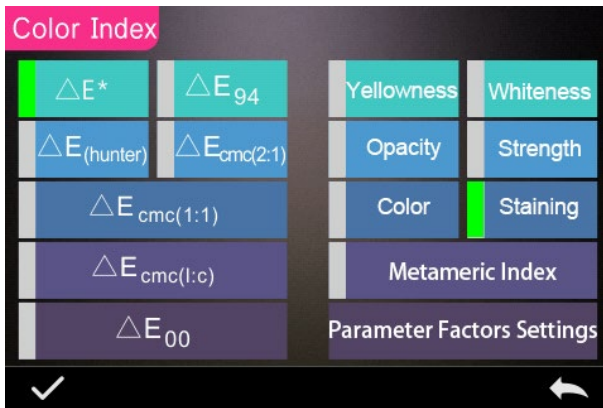 Color Index
△E*
△E94
△E(hunter)
△Ecmc(2:1)
△Ecmc(1:1)
△Ecmc(l:c)
△E00
Yellowness
Whiteness
Opacity
Strength
Color
Staining
Metameric Index
Parameter Factors Settings